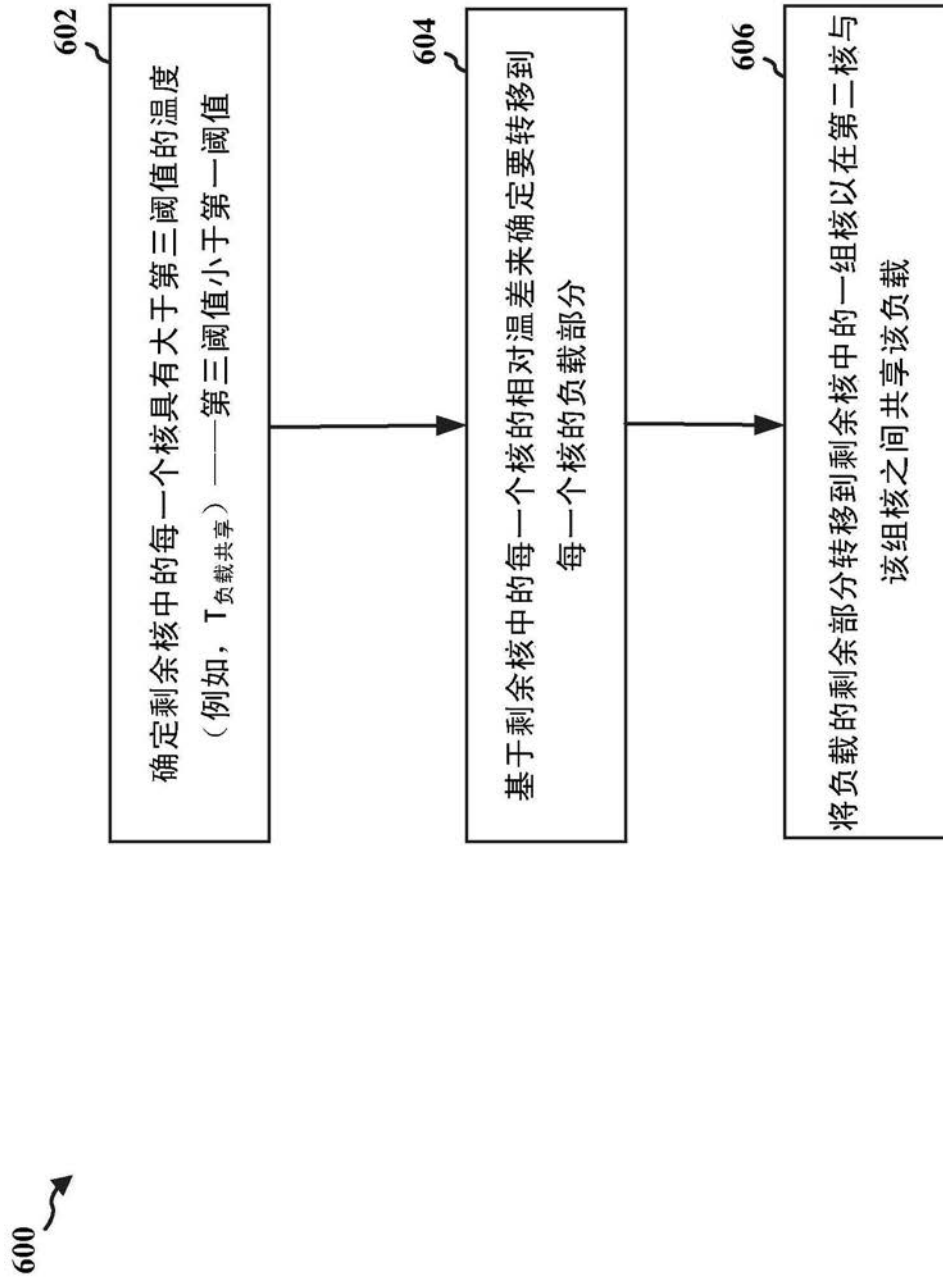 600
602
确定剩余核中的每一个核具有大于第三阈值的温度
（例如，T负载共享）——第三阈值小于第一阈值
604
基于剩余核中的每一个核的相对温差来确定要转移到
每一个核的负载部分
606
将负载的剩余部分转移到剩余核中的一组核以在第二核与
该组核之间共享该负载